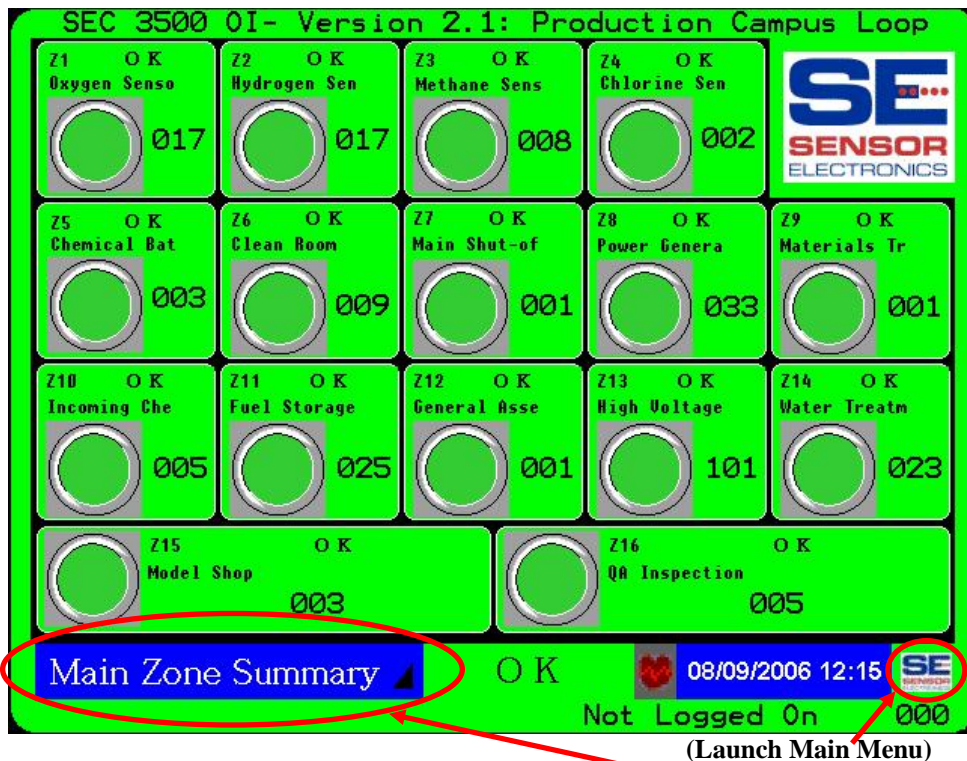 SEC 3500 OI- Version 2.1: Production Campus Loop
Z1 OK
Oxygen Senso
017
Z2 OK
Hydrogen Sen
017
Z3 OK
Methane Sens
008
Z4 OK
Chlorine Sen
002
SE
SENSOR
ELECTRONICS
Z5 OK
Chemical Bat
003
Z6 OK
Clean Room
009
Z7 OK
Main Shut-of
001
Z8 OK
Power Genera
033
Z9 OK
Materials Tr
001
Z10 OK
Incoming Che
005
Z11 OK
Fuel Storage
025
Z12 OK
General Asse
001
Z13 OK
High Voltage
101
Z14 OK
Water Treatm
023
Z15 OK
Model Shop
003
Z16 OK
QA Inspection
005
Main Zone Summary
OK
08/09/2006 12:15
SE
SENSOR
Not Logged On 000
(Launch Main Menu)